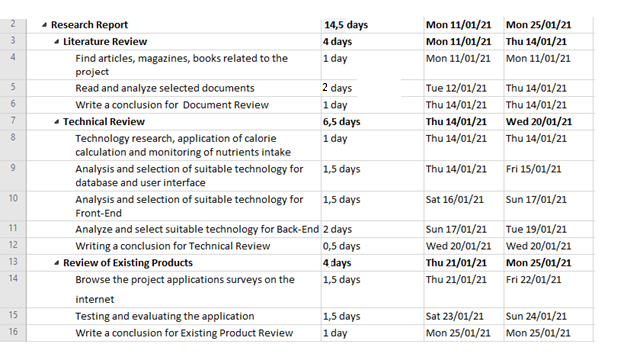 2 Research Report 14,5 days Mon 11/01/21 Mon 25/01/21
3 Literature Review 4 days Mon 11/01/21 Thu 14/01/21
4 Find articles, magazines, books related to the 1 day Mon 11/01/21 Mon 11/01/21
project
5 Read and analyze selected documents 2 days Tue 12/01/21 Thu 14/01/21
6 Write a conclusion for Document Review 1 day Thu 14/01/21 Thu 14/01/21
7 Technical Review 6,5 days Thu 14/01/21 Wed 20/01/21
8 Technology research, application of calorie 1 day Thu 14/01/21 Thu 14/01/21
calculation and monitoring of nutrients intake
9 Analysis and selection of suitable technology for 1,5 days Thu 14/01/21 Fri 15/01/21
database and user interface
10 Analysis and selection of suitable technology for 1,5 days Sat 16/01/21 Sun 17/01/21
Front-End
11 Analyze and select suitable technology for Back-End 2 days Sun 17/01/21 Tue 19/01/21
12 Writing a conclusion for Technical Review 0,5 days Wed 20/01/21 Wed 20/01/21
13 Review of Existing Products 4 days Thu 21/01/21 Mon 25/01/21
14 Browse the project applications surveys on the 1,5 days Thu 21/01/21 Fri 22/01/21
internet
15 Testing and evaluating the application 1,5 days Sat 23/01/21 Sun 24/01/21
16 Write a conclusion for Existing Product Review 1 day Mon 25/01/21 Mon 25/01/21